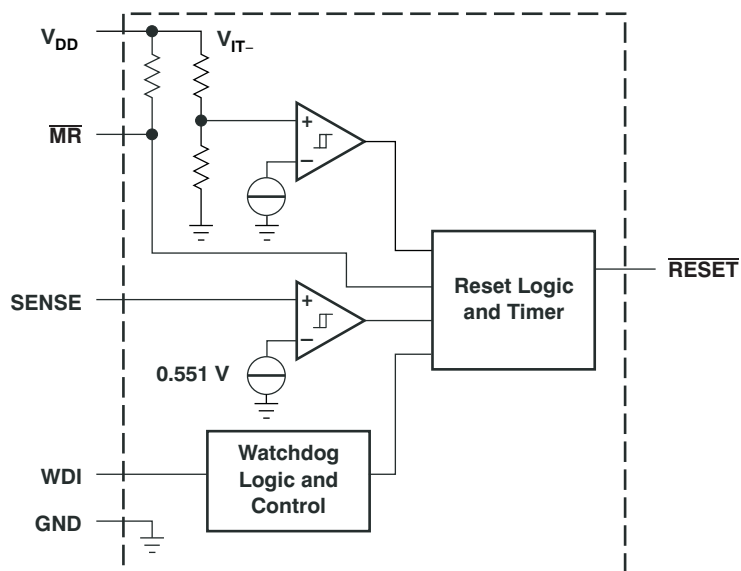 VDD
VIT–
MR
+
–
Reset Logic
and Timer
RESET
SENSE
+
–
0.551 V
WDI
Watchdog
Logic and
Control
GND